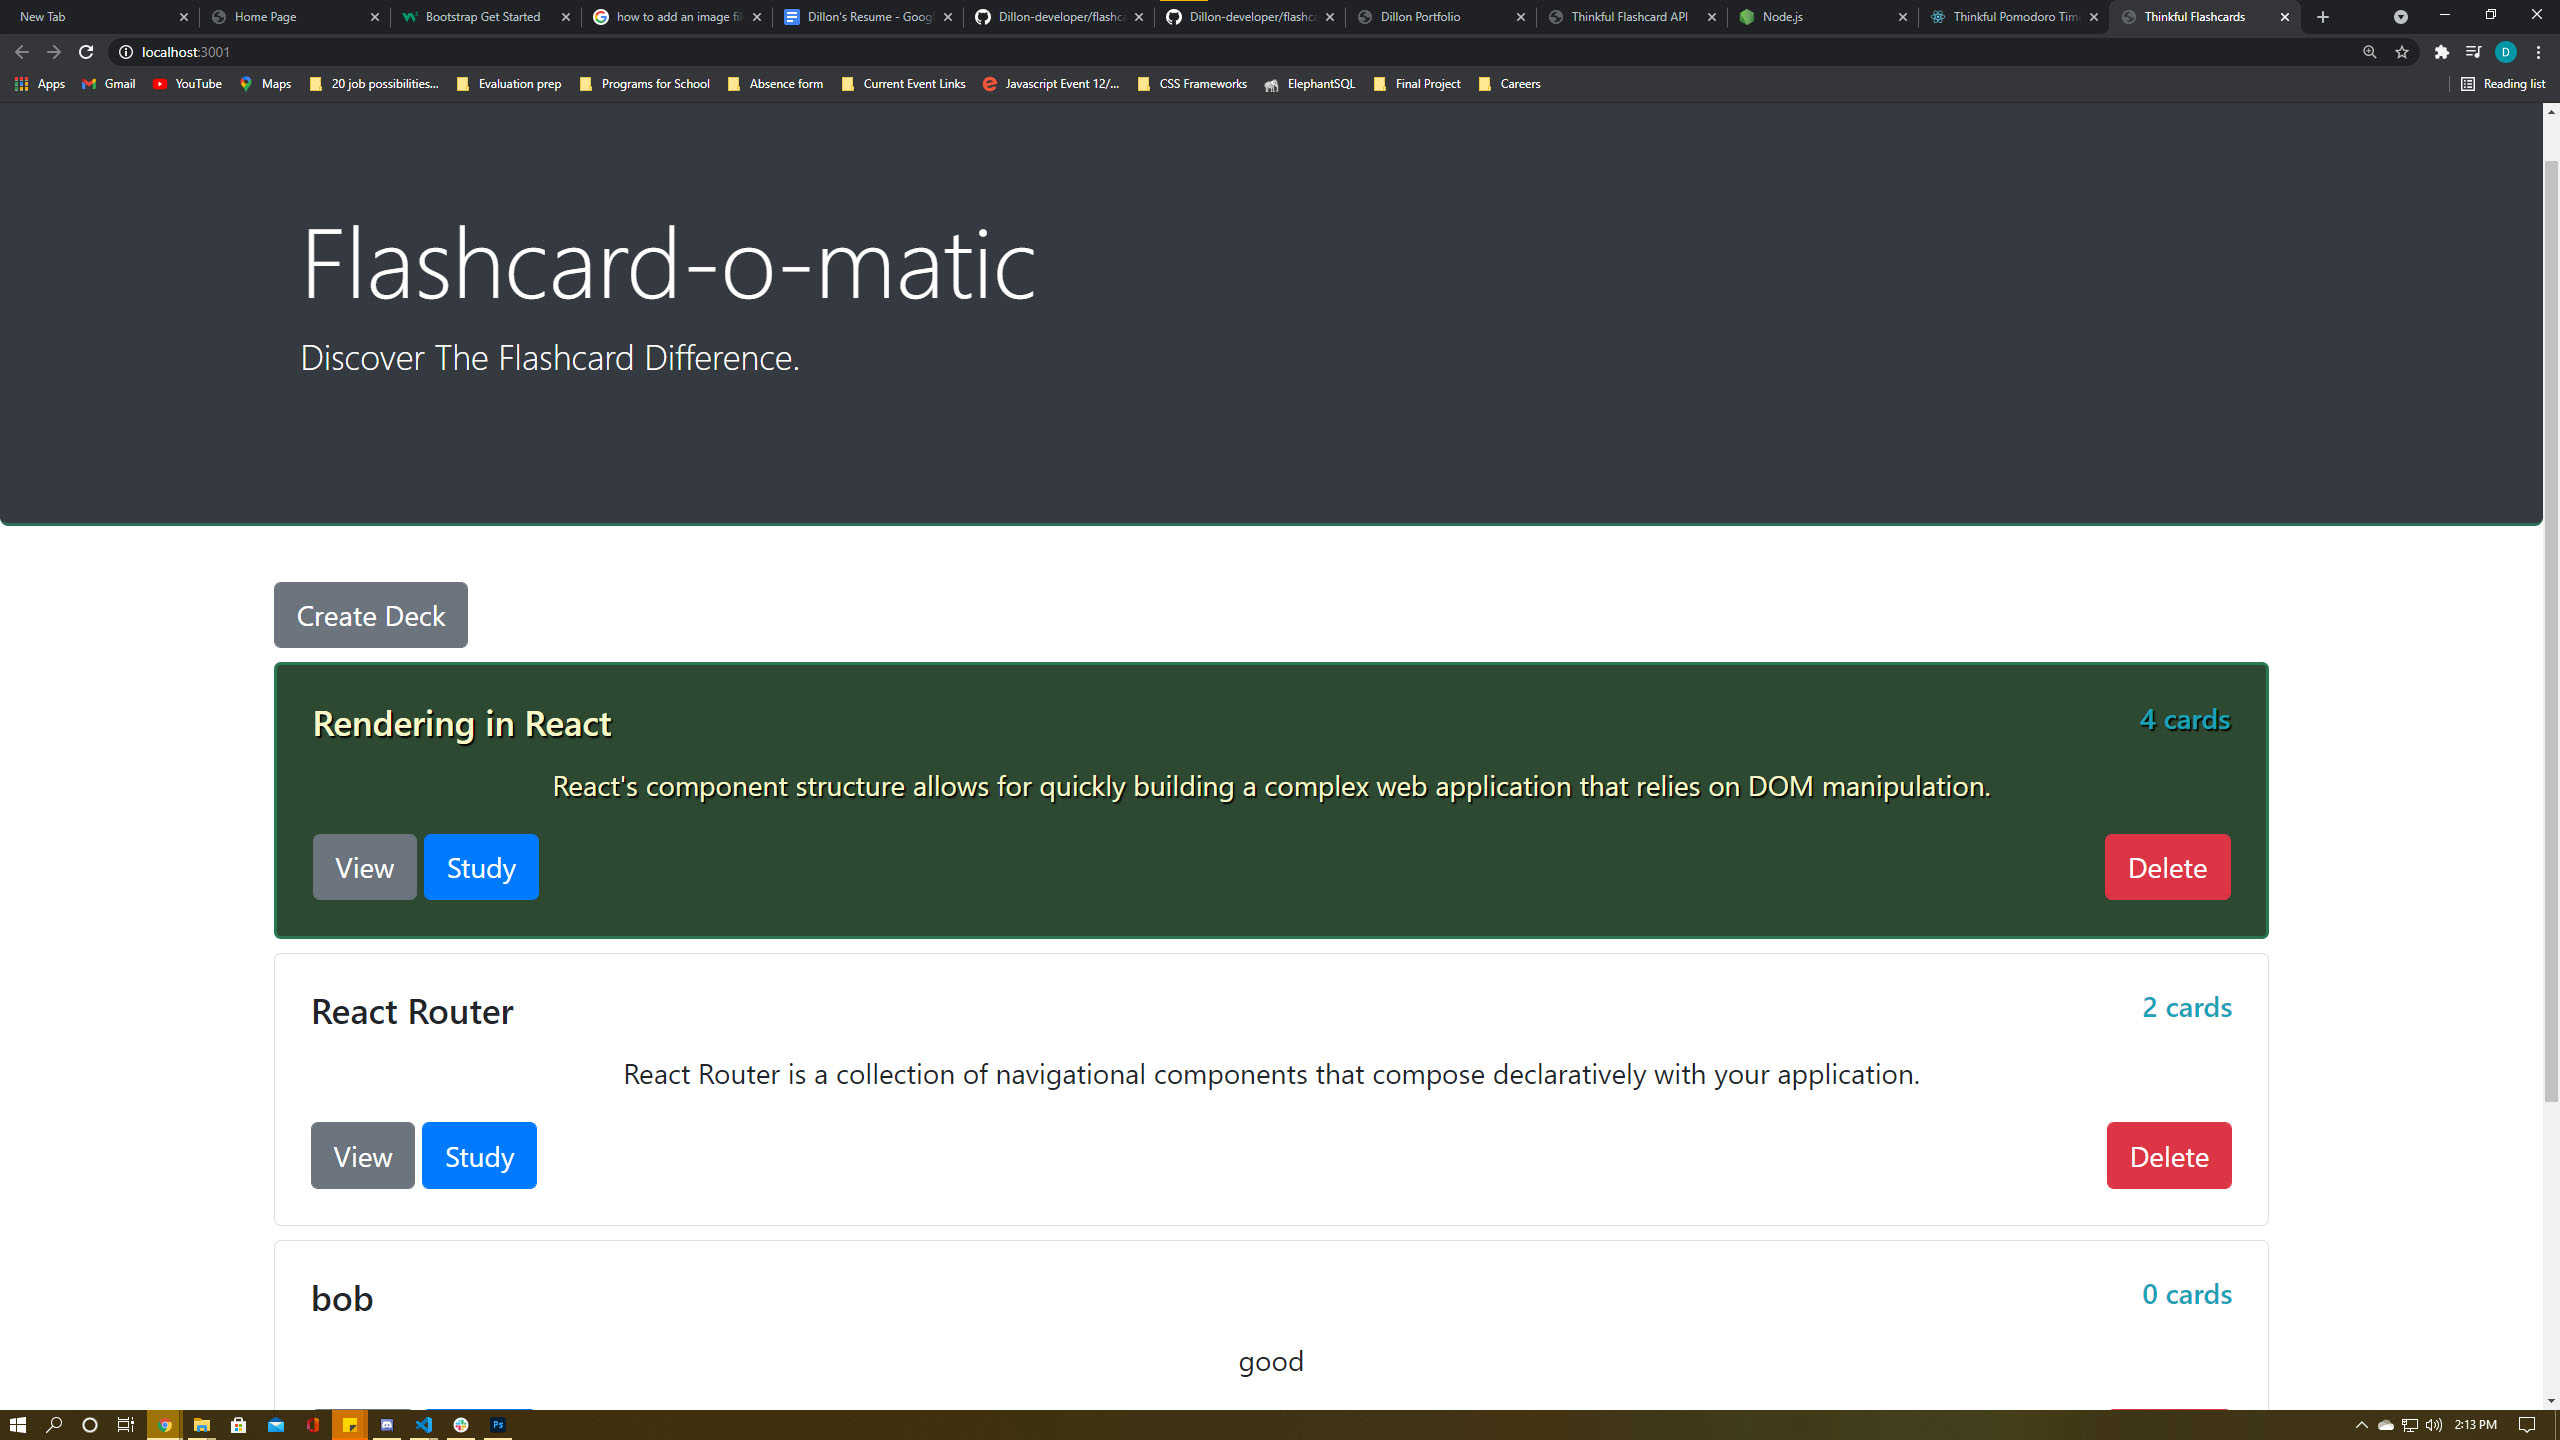 New Tab
Home Page
Bootstrap Get Started
how to add an image fil
Dillon's Resume - Googl
Dillon-developer/flashca
Dillon-developer/flashca
Dillon Portfolio
Thinkful Flashcard API
Node.js
Thinkful Pomodoro Tim
Thinkful Flashcards
localhost:3001
D
Apps
Gmail
YouTube
Maps
20 job possibilities...
Evaluation prep
Programs for School
Absence form
Current Event Links
Javascript Event 12/...
CSS Frameworks
ElephantSQL
Final Project
Careers
Reading list
Flashcard-o-matic
Discover The Flashcard Difference.
Create Deck
Rendering in React
4 cards
React's component structure allows for quickly building a complex web application that relies on DOM manipulation.
View
Study
Delete
React Router
2 cards
React Router is a collection of navigational components that compose declaratively with your application.
View
Study
Delete
bob
0 cards
good
Ps
2:13 PM